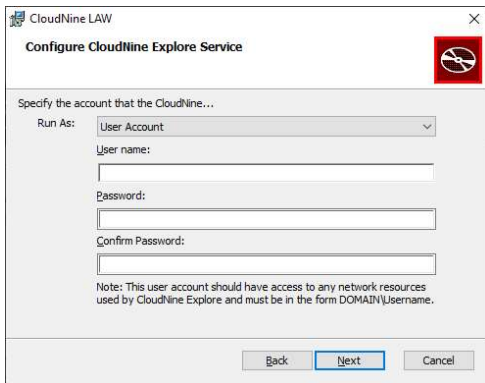 CloudNine LAW
Configure CloudNine Explore Service
Specify the account that the CloudNine...
Run As:
User Account
User name:
Password:
Confirm Password:
Note: This user account should have access to any network resources
used by CloudNine Explore and must be in the form DOMAIN\Username.
Back Next Cancel